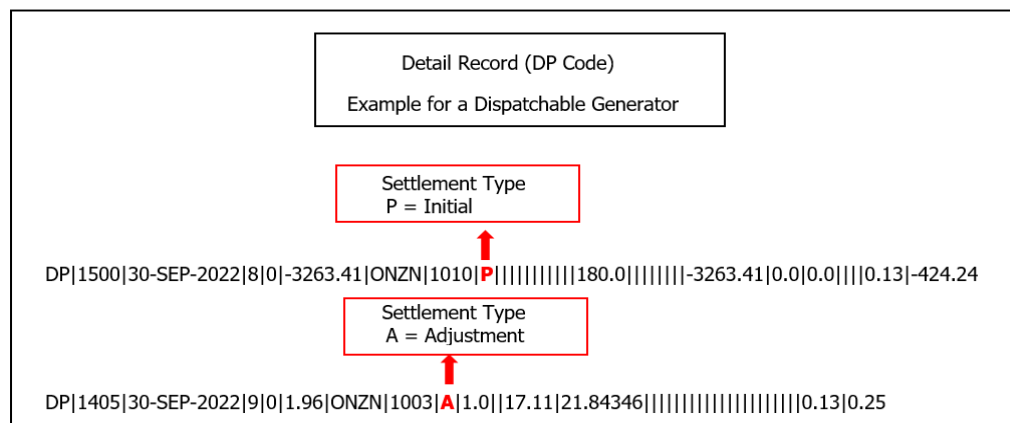 Detail Record (DP Code)
Example for a Dispatchable Generator
Settlement Type
P = Initial
DP|1500|30-SEP-2022|8|0|-3263.41|ONZN|1010|P|||||||||||180.0||||||||-3263.41|0.0|0.0||||0.13|-424.24
Settlement Type
A = Adjustment
DP|1405|30-SEP-2022|9|0|1.96|ONZN|1003|A|1.0||17.11|21.84346|||||||||||||||||||||0.13|0.25